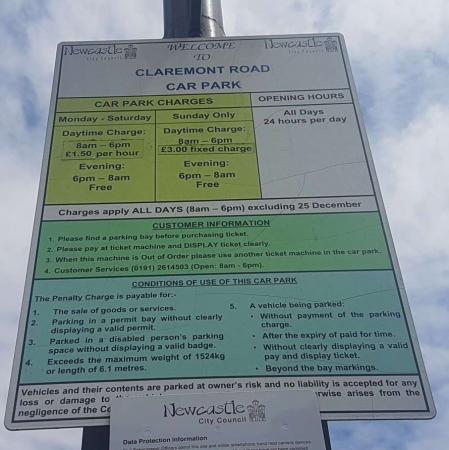 Newcastle
City Council
WELCOME
TO
Newcastle
City Council
CLAREMONT ROAD
CAR PARK
CAR PARK CHARGES
Monday - Saturday
Daytime Charge:
8am – 6pm
£1.50 per hour
Evening:
6pm – 8am
Free
Sunday Only
Daytime Charge:
8am – 6pm
£3.00 fixed charge
Evening:
6pm – 8am
Free
OPENING HOURS
All Days
24 hours per day
Charges apply ALL DAYS (8am – 6pm) excluding 25 December
CUSTOMER INFORMATION
1. Please find a parking bay before purchasing ticket.
2. Please pay at ticket machine and DISPLAY ticket clearly.
3. When this machine is Out of Order please use another ticket machine in the car park.
4. Customer Services (0191) 2614503 (Open: 8am - 6pm).
CONDITIONS OF USE OF THIS CAR PARK
The Penalty Charge is payable for:-
1. The sale of goods or services.
2. Parking in a permit bay without clearly
displaying a valid permit.
3. Parked in a disabled person's parking
space without displaying a valid badge.
4. Exceeds the maximum weight of 1524kg
or length of 6.1 metres.
5. A vehicle being parked:
• Without payment of the parking
charge.
• After the expiry of paid for time.
• Without clearly displaying a valid
pay and display ticket.
• Beyond the bay markings.
Vehicles and their contents are parked at owner's risk and no liability is accepted for any
loss or damage to arises from the
negligence of the
Newcastle
City Council
Data Protection Information